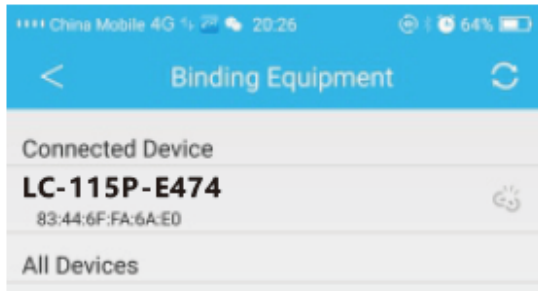 China Mobile 4G 20:26 64%
< Binding Equipment
Connected Device
LC-115P-E474
83:44:6F:FA:6A:E0
All Devices